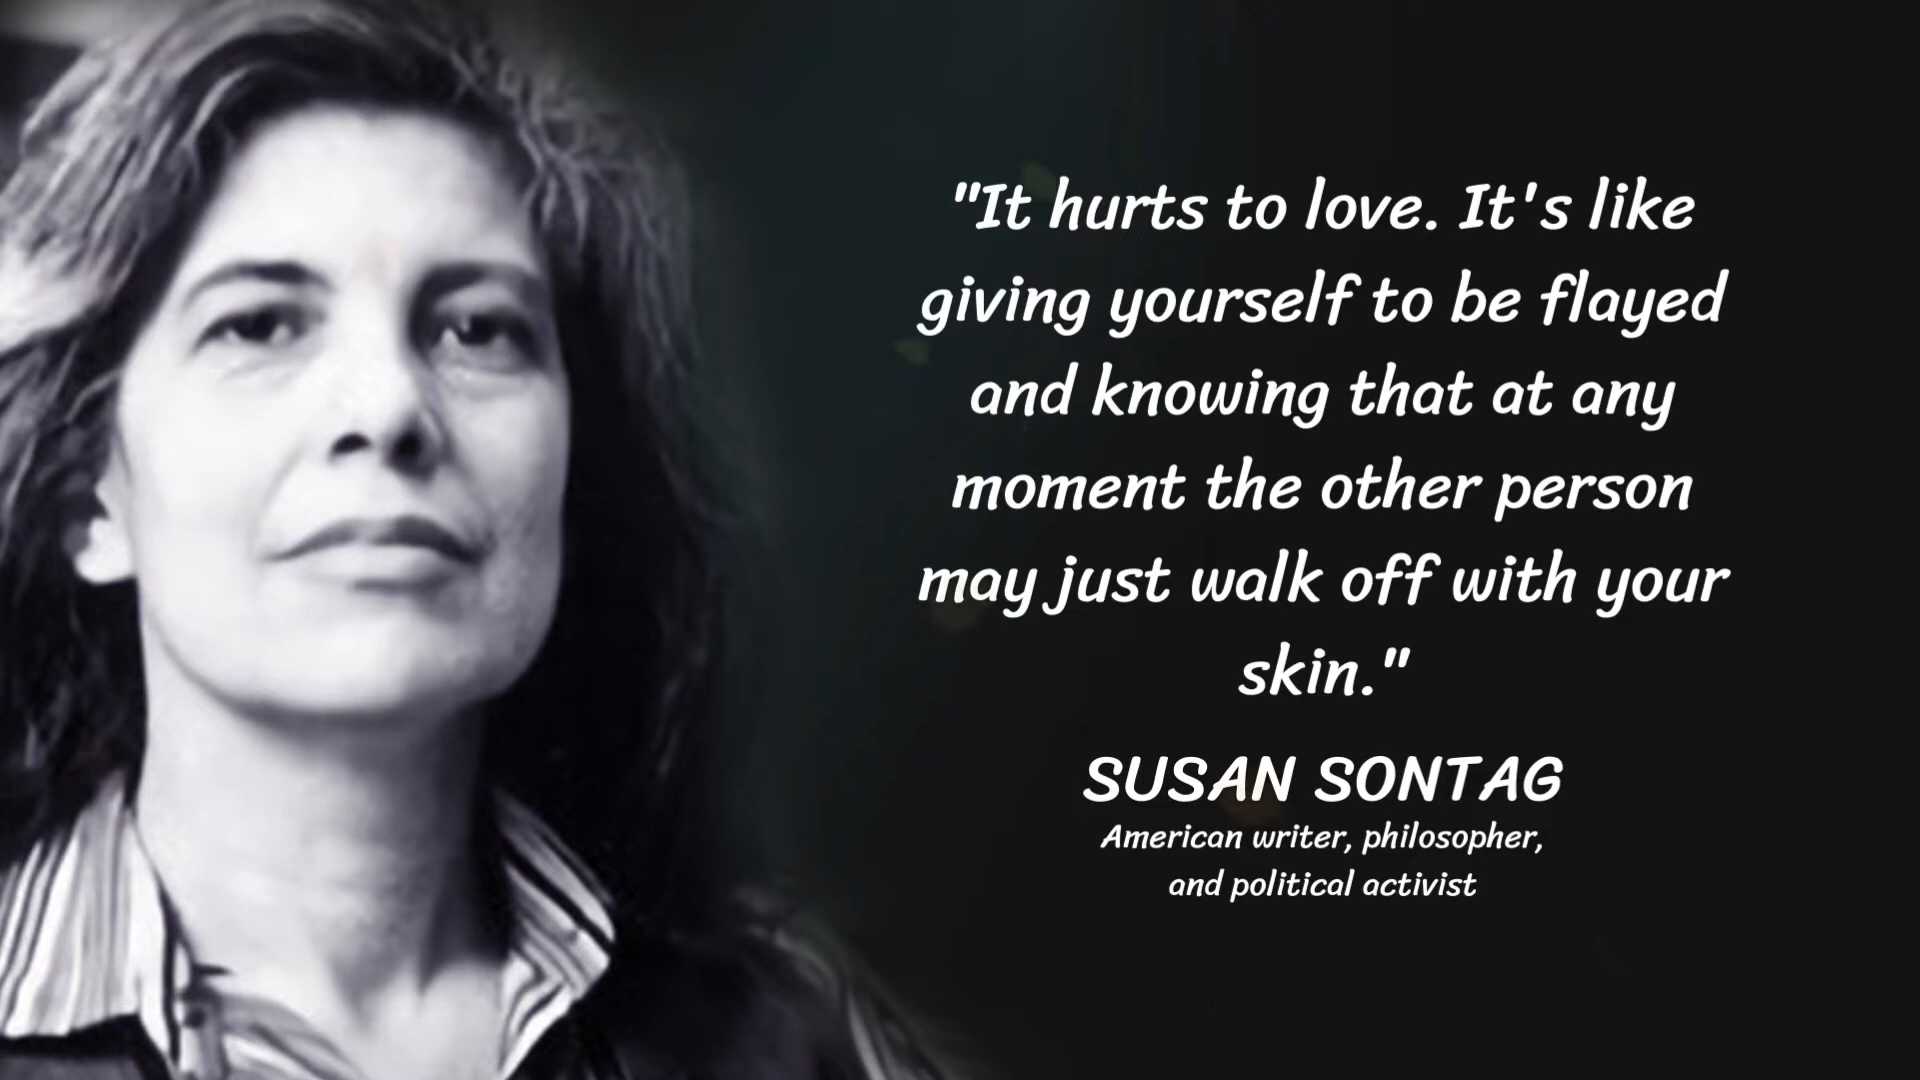 "It hurts to love. It's like
giving yourself to be flayed
and knowing that at any
moment the other person
may just walk off with your
skin."
SUSAN SONTAG
American writer, philosopher,
and political activist